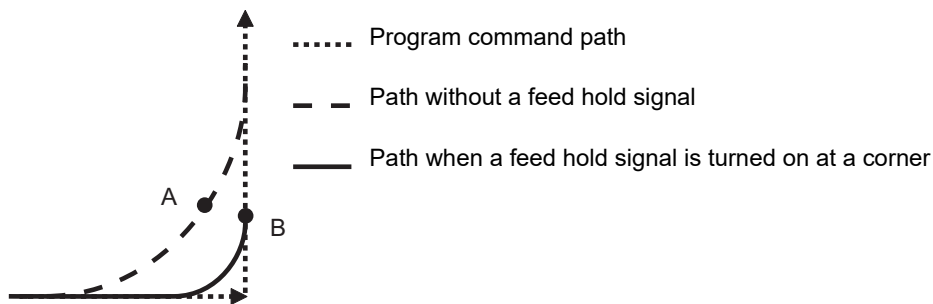 Program command path
Path without a feed hold signal
Path when a feed hold signal is turned on at a corner
A
B